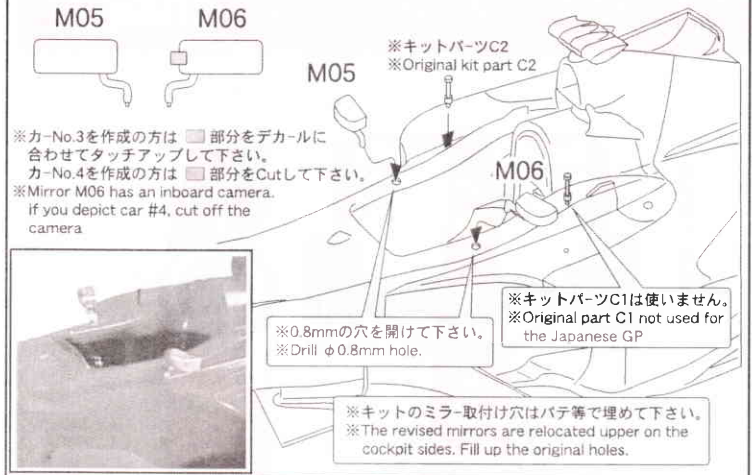 M05 M06
※キットパーツC2
※Original kit part C2
M05
※カーNo.3を作成の方は 部分をデカールに
合わせてタッチアップして下さい。
カーNo.4を作成の方は 部分をCutして下さい。
※Mirror M06 has an inboard camera.
if you depict car #4, cut off the
camera
M06
※キットパーツC1は使いません。
※Original part C1 not used for
the Japanese GP
※0.8mmの穴を開けて下さい。
※Drill φ0.8mm hole.
※キットのミラー取付け穴はパテ等で埋めて下さい。
※The revised mirrors are relocated upper on the
cockpit sides. Fill up the original holes.